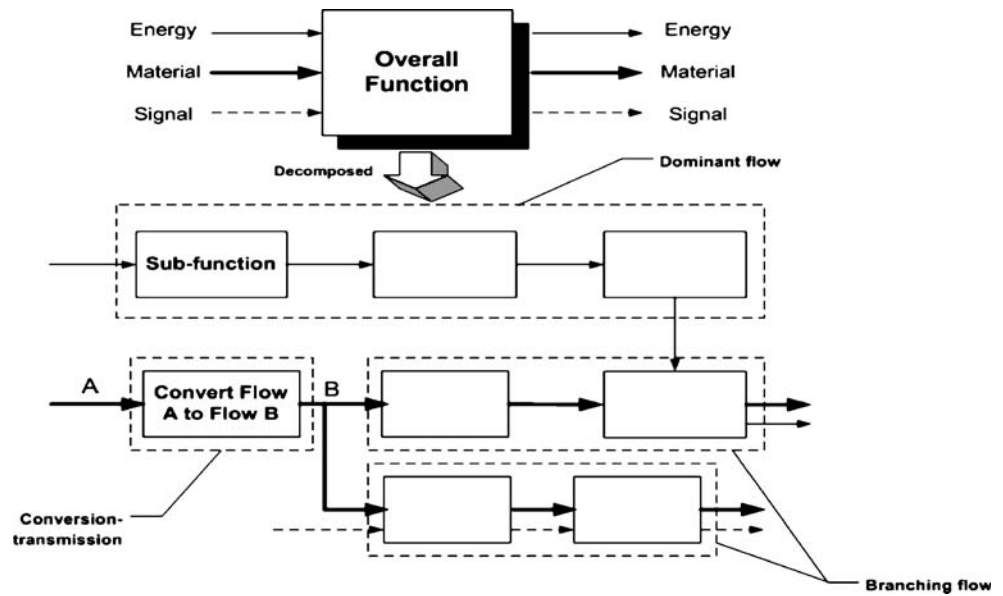 Energy
Material
Signal
Overall
Function
Energy
Material
Signal
Decomposed
Dominant flow
Sub-function
A
Convert Flow
A to Flow B
B
Conversion-
transmission
Branching flow